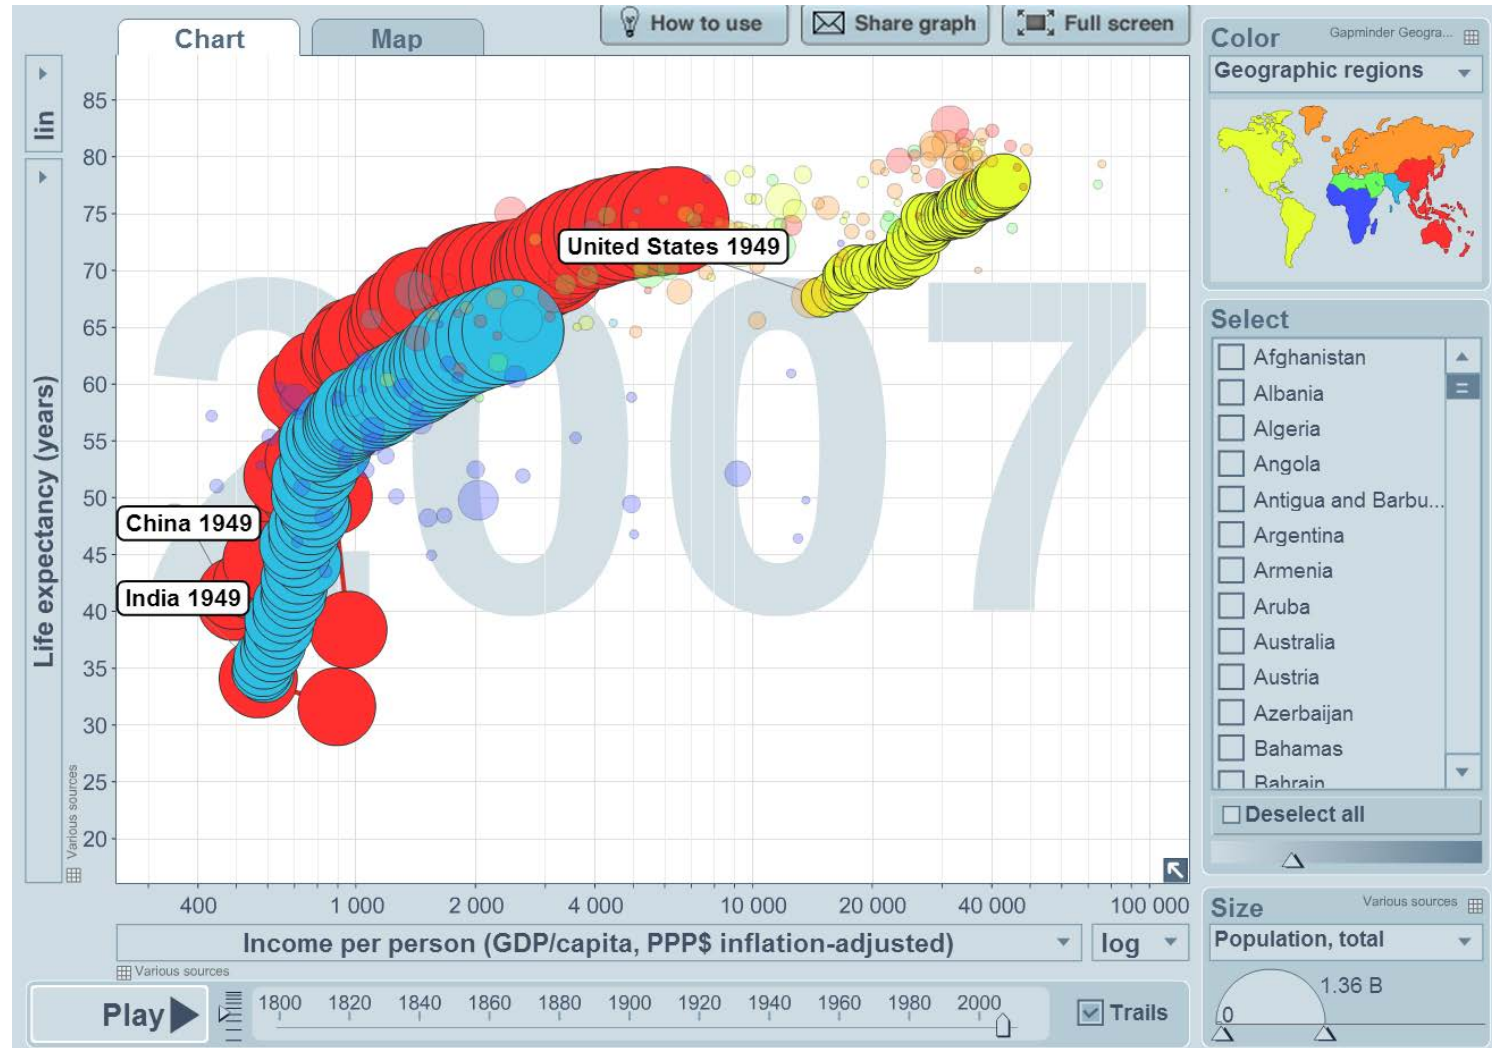 Chart
Map
How to use
Share graph
Full screen
lin
Life expectancy (years)
Various sources
85
80
75
70
65
60
55
50
45
40
35
30
25
20
2007
United States 1949
China 1949
India 1949
400
1 000
2 000
4 000
10 000
20 000
40 000
100 000
Income per person (GDP/capita, PPP$ inflation-adjusted)
log
Various sources
Play
1800
1820
1840
1860
1880
1900
1920
1940
1960
1980
2000
Trails
Color
Gapminder Geogra...
Geographic regions
Select
Afghanistan
Albania
Algeria
Angola
Antigua and Barbu...
Argentina
Armenia
Aruba
Australia
Austria
Azerbaijan
Bahamas
Bahrain
Deselect all
Size
Various sources
Population, total
1.36 B
0